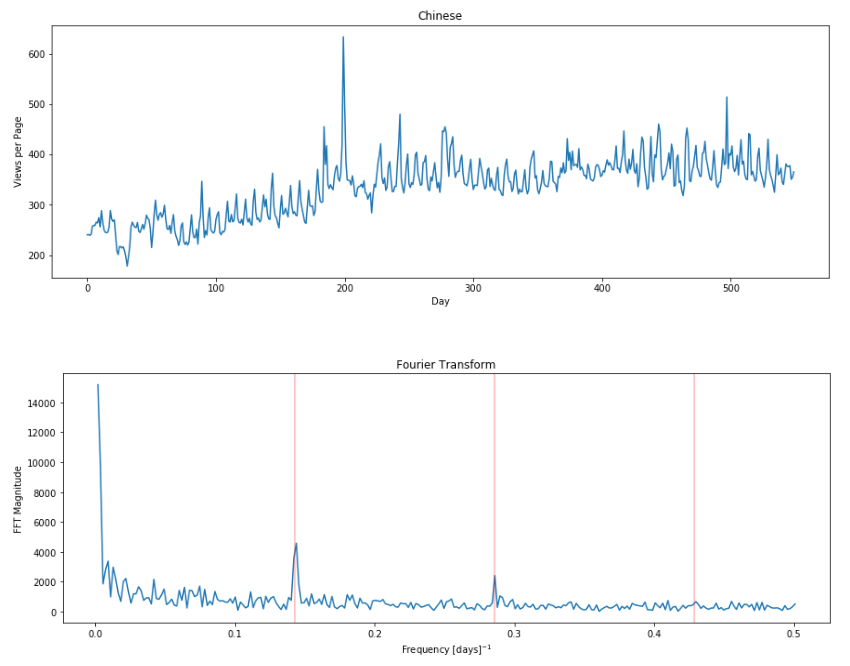 Chinese
Views per Page
600
500
400
300
200
0 100 200 300 400 500
Day
Fourier Transform
FFT Magnitude
14000
12000
10000
8000
6000
4000
2000
0
0.0 0.1 0.2 0.3 0.4 0.5
Frequency [days]⁻¹